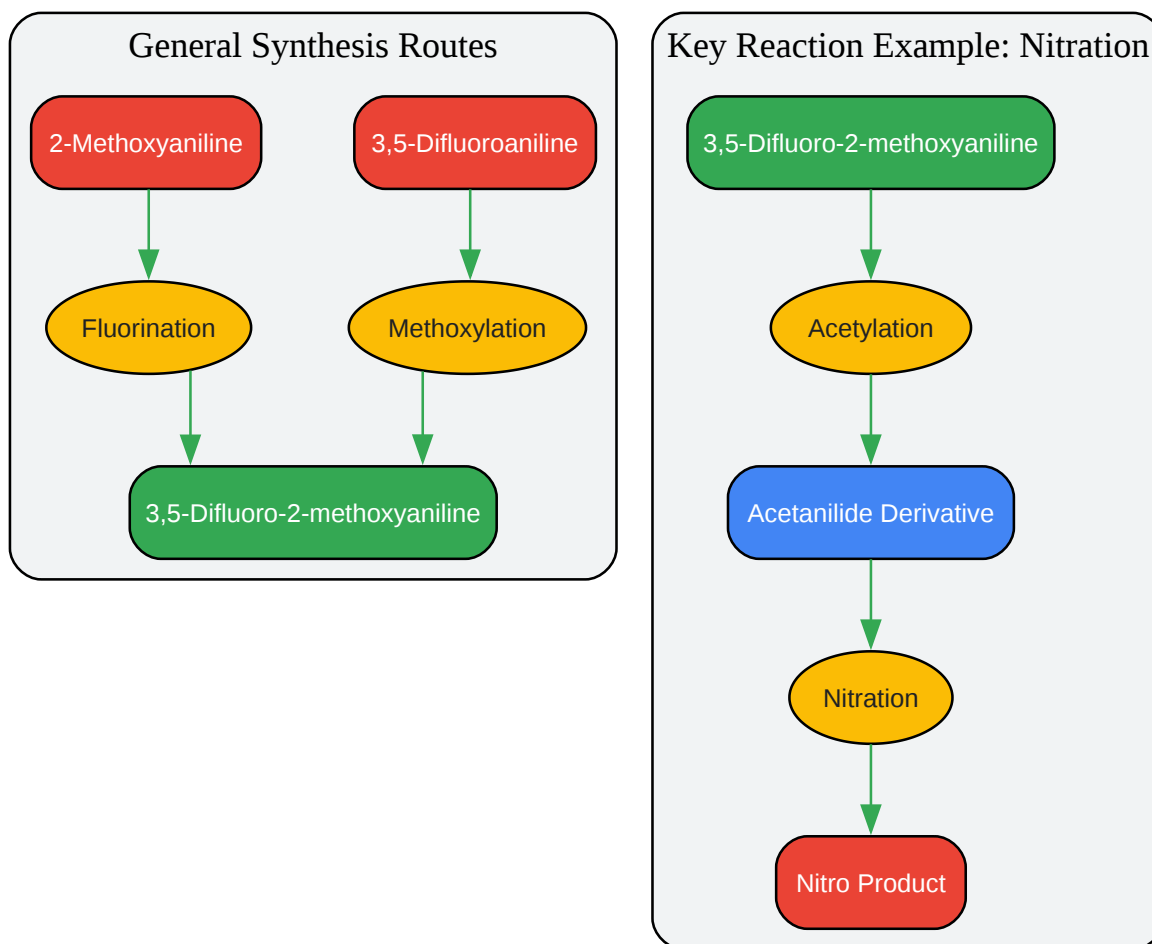 General Synthesis Routes
2-Methoxyaniline
3,5-Difluoroaniline
Fluorination
Methoxylation
3,5-Difluoro-2-methoxyaniline
Key Reaction Example: Nitration
3,5-Difluoro-2-methoxyaniline
Acetylation
Acetanilide Derivative
Nitration
Nitro Product